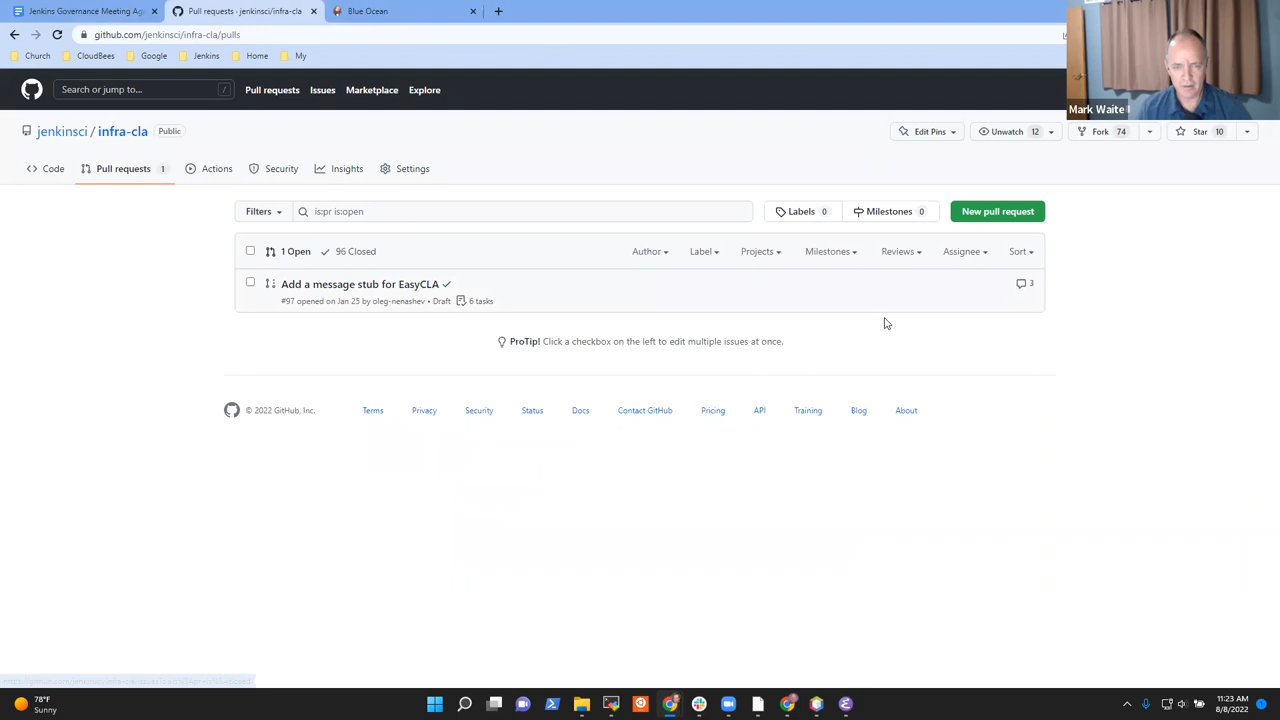 Jenkins Governance Meeting Ag
Pull requests · jenkinsci/infra-cla
Blue Ocean
github.com/jenkinsci/infra-cla/pulls
Church
CloudBees
Google
Jenkins
Home
My
Mark Waite
Search or jump to...
/
Pull requests
Issues
Marketplace
Explore
jenkinsci / infra-cla
Public
Edit Pins
Unwatch 12
Fork 74
Star 10
Code
Pull requests 1
Actions
Security
Insights
Settings
Filters
is:pr is:open
Labels 0
Milestones 0
New pull request
1 Open
96 Closed
Author
Label
Projects
Milestones
Reviews
Assignee
Sort
Add a message stub for EasyCLA
3
#97 opened on Jan 25 by oleg-nenashev • Draft 6 tasks
ProTip! Click a checkbox on the left to edit multiple issues at once.
© 2022 GitHub, Inc.
Terms
Privacy
Security
Status
Docs
Contact GitHub
Pricing
API
Training
Blog
About
78°F
Sunny
11:23 AM
8/8/2022